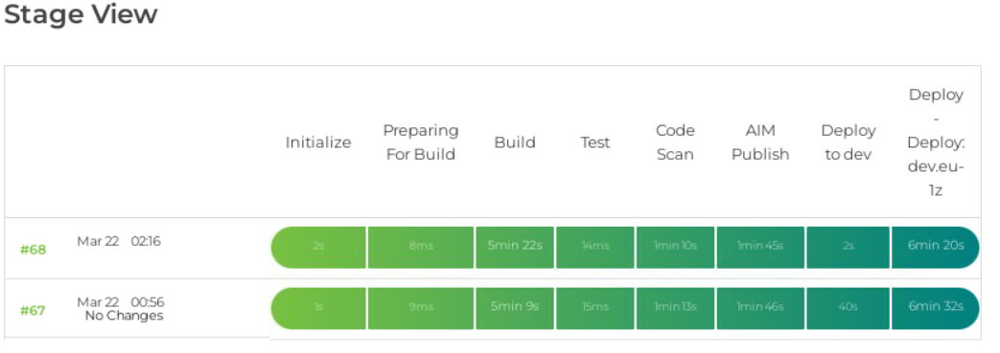 Stage View
Deploy
-
Deploy:
dev.eu-
1z
Initialize
Preparing
For Build
Build
Test
Code
Scan
AIM
Publish
Deploy
to dev
#68
Mar 22 02:16
2s
8ms
5min 22s
14ms
1min 10s
1min 45s
2s
6min 20s
#67
Mar 22 00:56
No Changes
1s
9ms
5min 9s
15ms
1min 13s
1min 46s
40s
6min 32s